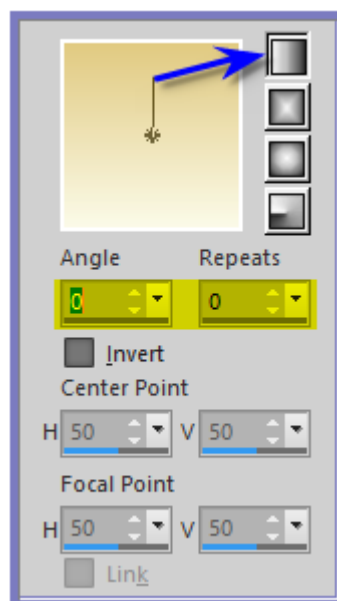 Angle Repeats
0 0
Invert
Center Point
H 50 V 50
Focal Point
H 50 V 50
Link